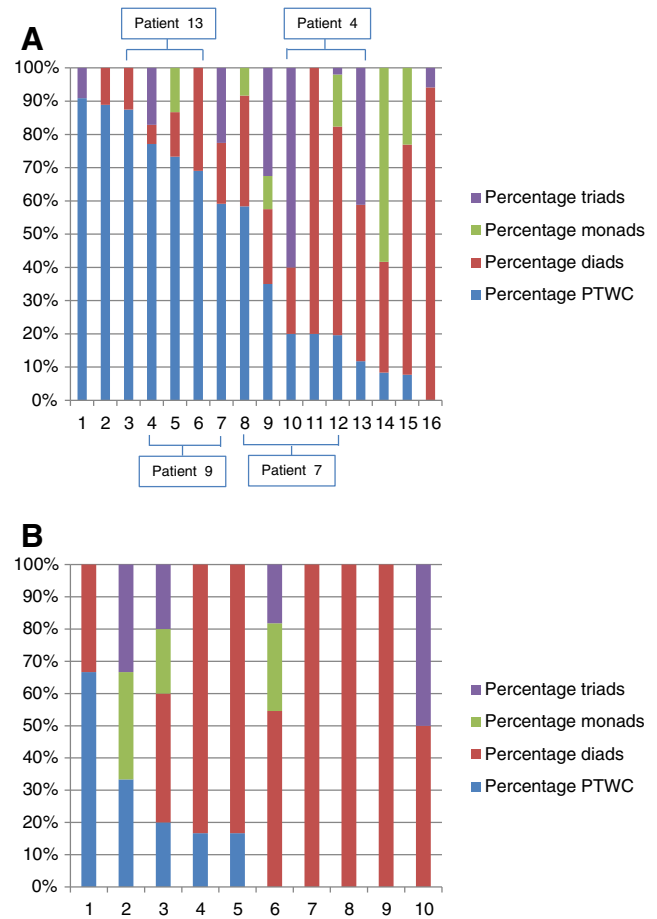 A
Patient 13
Patient 4
100%
90%
80%
70%
60%
50%
40%
30%
20%
10%
0%
1 2 3 4 5 6 7 8 9 10 11 12 13 14 15 16
Patient 9
Patient 7
Percentage triads
Percentage monads
Percentage diads
Percentage PTWC
B
100%
90%
80%
70%
60%
50%
40%
30%
20%
10%
0%
1 2 3 4 5 6 7 8 9 10
Percentage triads
Percentage monads
Percentage diads
Percentage PTWC